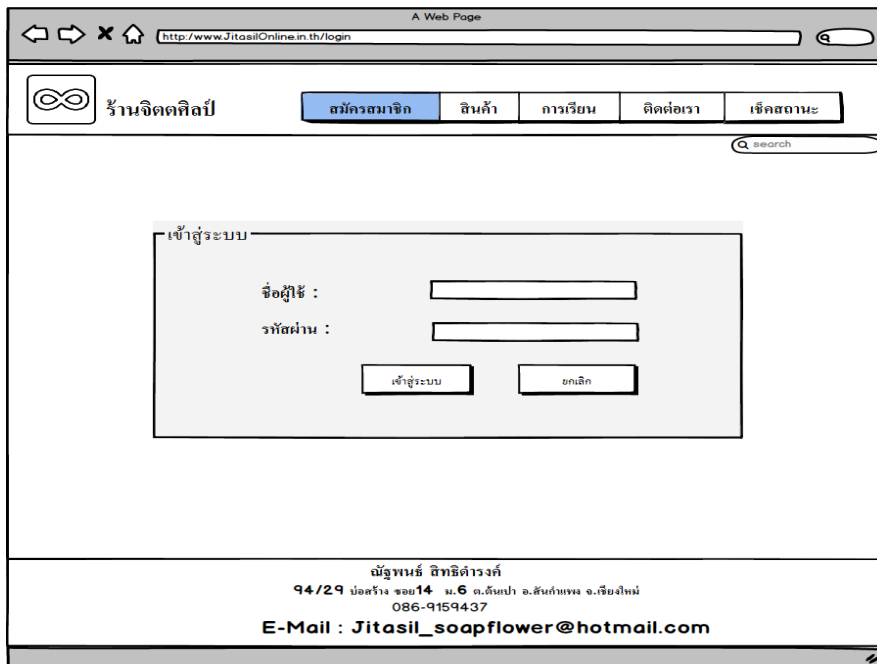 A Web Page
http:/www.JitasilOnline.in.th/login
ร้านจิตตศิลป์
สมัครสมาชิก สินค้า การเรียน ติดต่อเรา เช็คสถานะ
search
เข้าสู่ระบบ
ชื่อผู้ใช้ :
รหัสผ่าน :
เข้าสู่ระบบ ยกเลิก
ณัฐพนธ์ สิทธิดำรงค์
94/29 บ่อสร้าง ซอย14 ม.6 ต.ต้นเปา อ.สันกำแพง จ.เชียงใหม่
086-9159437
E-Mail : Jitasil_soapflower@hotmail.com